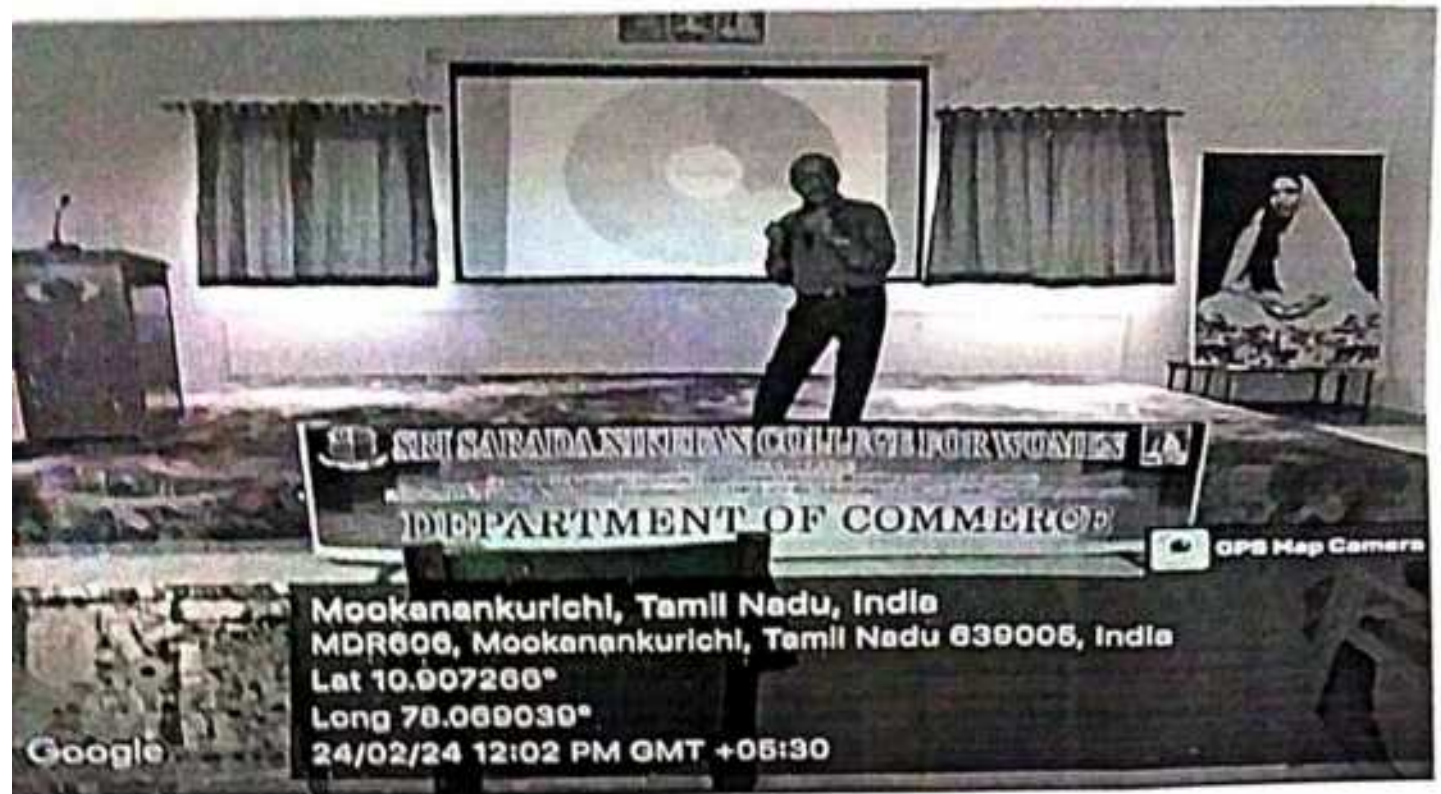 SRI SARADA NIKETAN COLLEGE FOR WOMEN
DEPARTMENT OF COMMERCE
GPS Map Camera
Mookanankurichi, Tamil Nadu, India
MDR606, Mookanankurichi, Tamil Nadu 639005, India
Lat 10.907266°
Long 78.069039°
24/02/24 12:02 PM GMT +05:30
Google